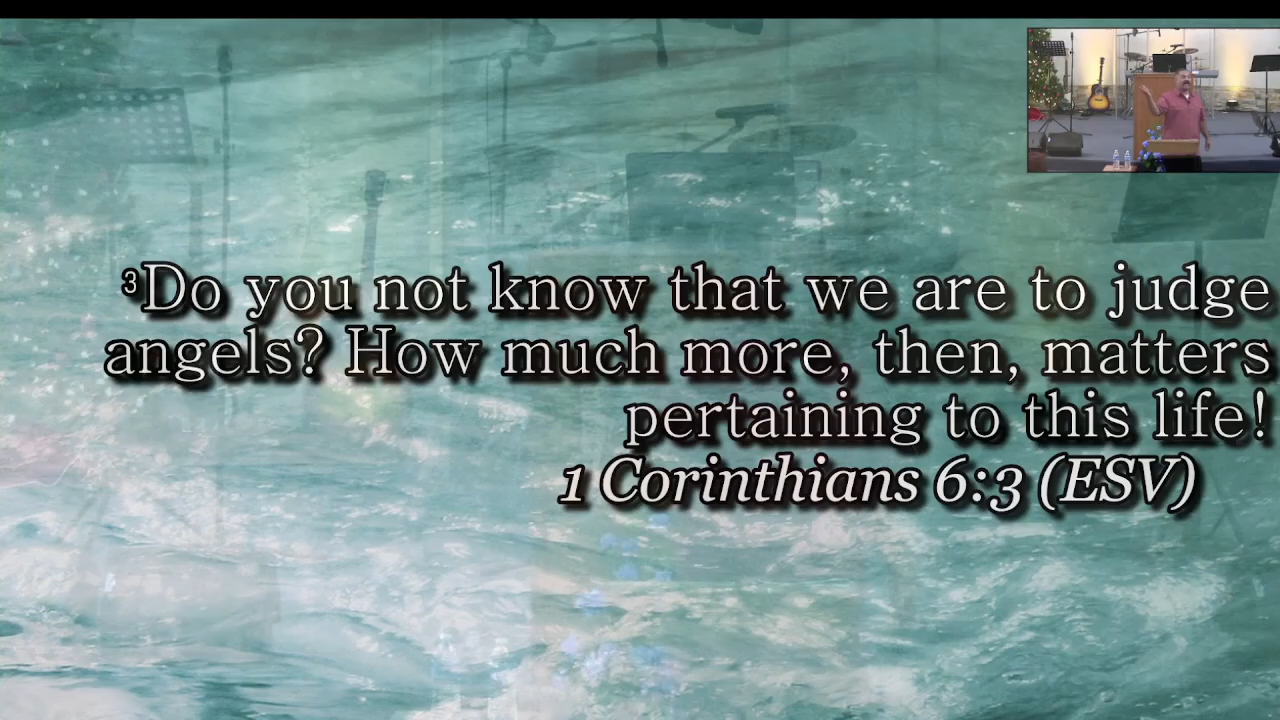 ³Do you not know that we are to judge
angels? How much more, then, matters
pertaining to this life!
1 Corinthians 6:3 (ESV)